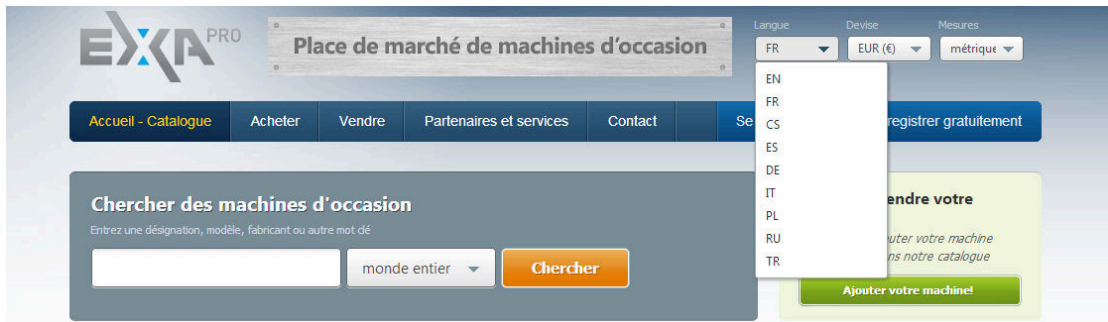 EXA PRO
Place de marché de machines d'occasion
Langue Devise Mesures
FR EUR (€) métrique
EN
FR
CS
ES
DE
IT
PL
RU
TR
Accueil - Catalogue Acheter Vendre Partenaires et services Contact Se registrer gratuitement
Chercher des machines d'occasion
Entrez une désignation, modèle, fabricant ou autre mot clé
monde entier Chercher
endre votre
uter votre machine
ns notre catalogue
Ajouter votre machine!